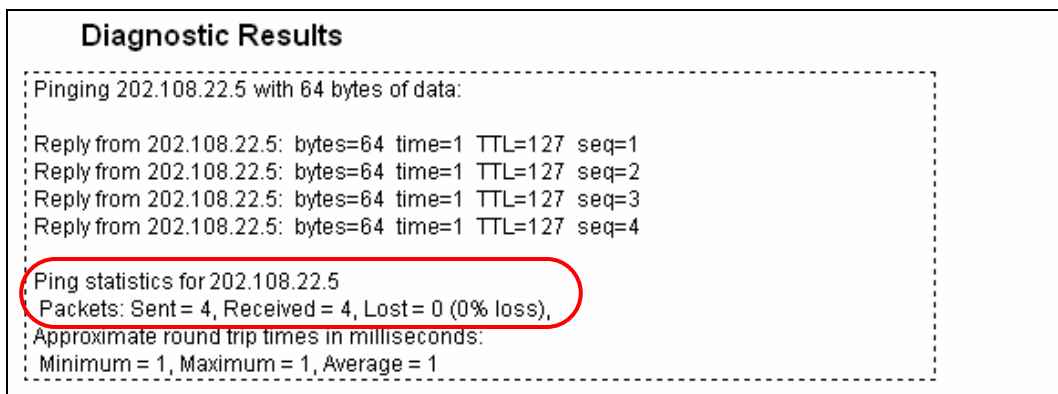 Diagnostic Results
Pinging 202.108.22.5 with 64 bytes of data:
Reply from 202.108.22.5: bytes=64 time=1 TTL=127 seq=1
Reply from 202.108.22.5: bytes=64 time=1 TTL=127 seq=2
Reply from 202.108.22.5: bytes=64 time=1 TTL=127 seq=3
Reply from 202.108.22.5: bytes=64 time=1 TTL=127 seq=4
Ping statistics for 202.108.22.5
Packets: Sent = 4, Received = 4, Lost = 0 (0% loss),
Approximate round trip times in milliseconds:
Minimum = 1, Maximum = 1, Average = 1